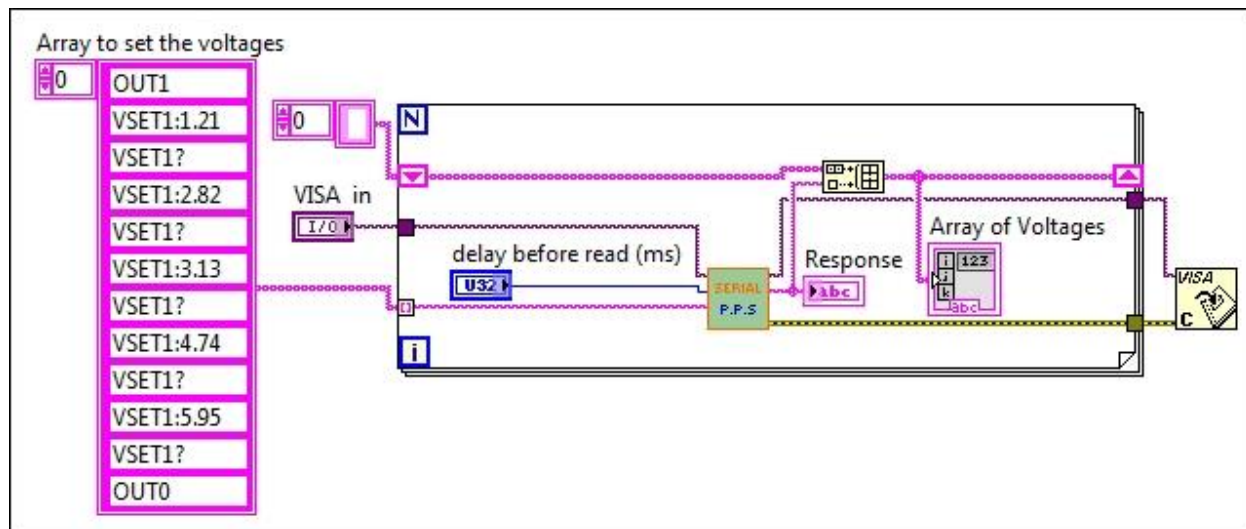 Array to set the voltages
0
OUT1
VSET1:1.21
VSET1?
VSET1:2.82
VSET1?
VSET1:3.13
VSET1?
VSET1:4.74
VSET1?
VSET1:5.95
VSET1?
OUT0
0
N
VISA in
I/O
delay before read (ms)
U32
SERIAL
P.P.S
Response
abc
Array of Voltages
i 123
j
k
abc
i
VISA
C